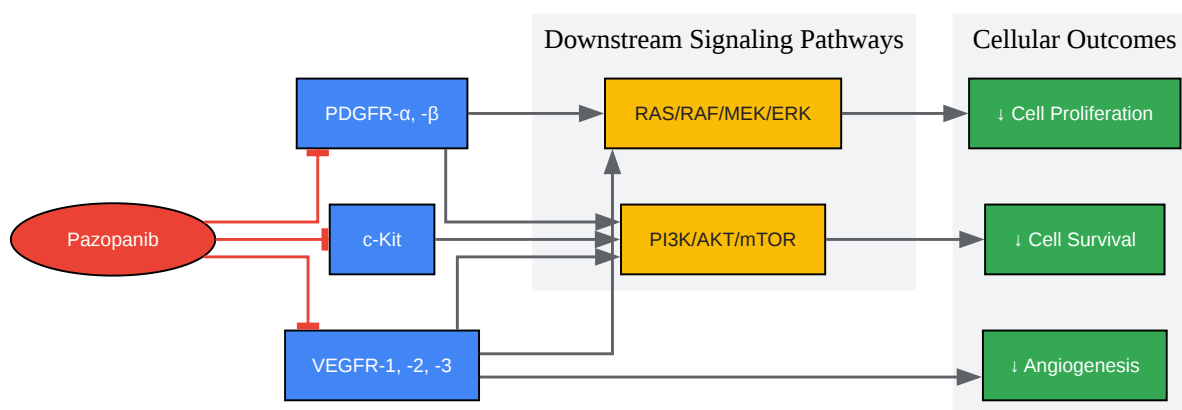 Downstream Signaling Pathways
Cellular Outcomes
PDGFR-α, -β
RAS/RAF/MEK/ERK
↓ Cell Proliferation
Pazopanib
c-Kit
PI3K/AKT/mTOR
↓ Cell Survival
VEGFR-1, -2, -3
↓ Angiogenesis